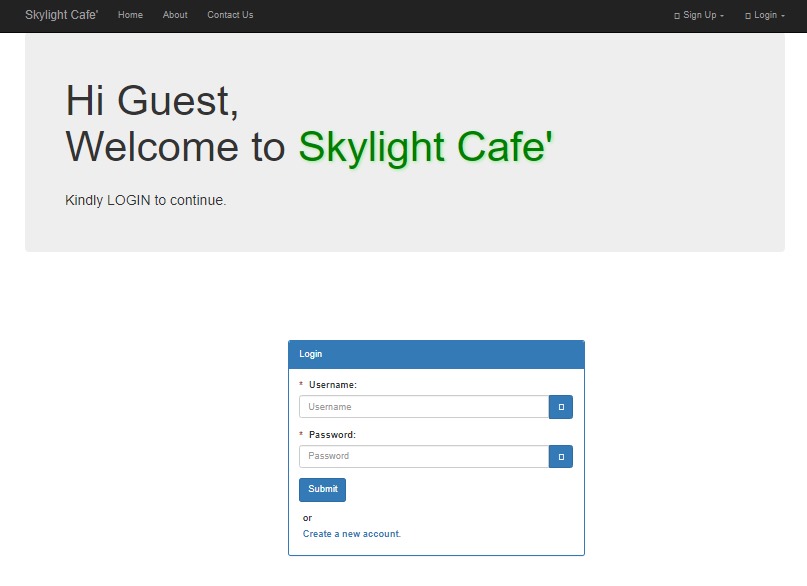 Skylight Cafe' Home About Contact Us Sign Up Login
Hi Guest,
Welcome to Skylight Cafe'
Kindly LOGIN to continue.
Login
* Username:
Username
* Password:
Password
Submit
or
Create a new account.